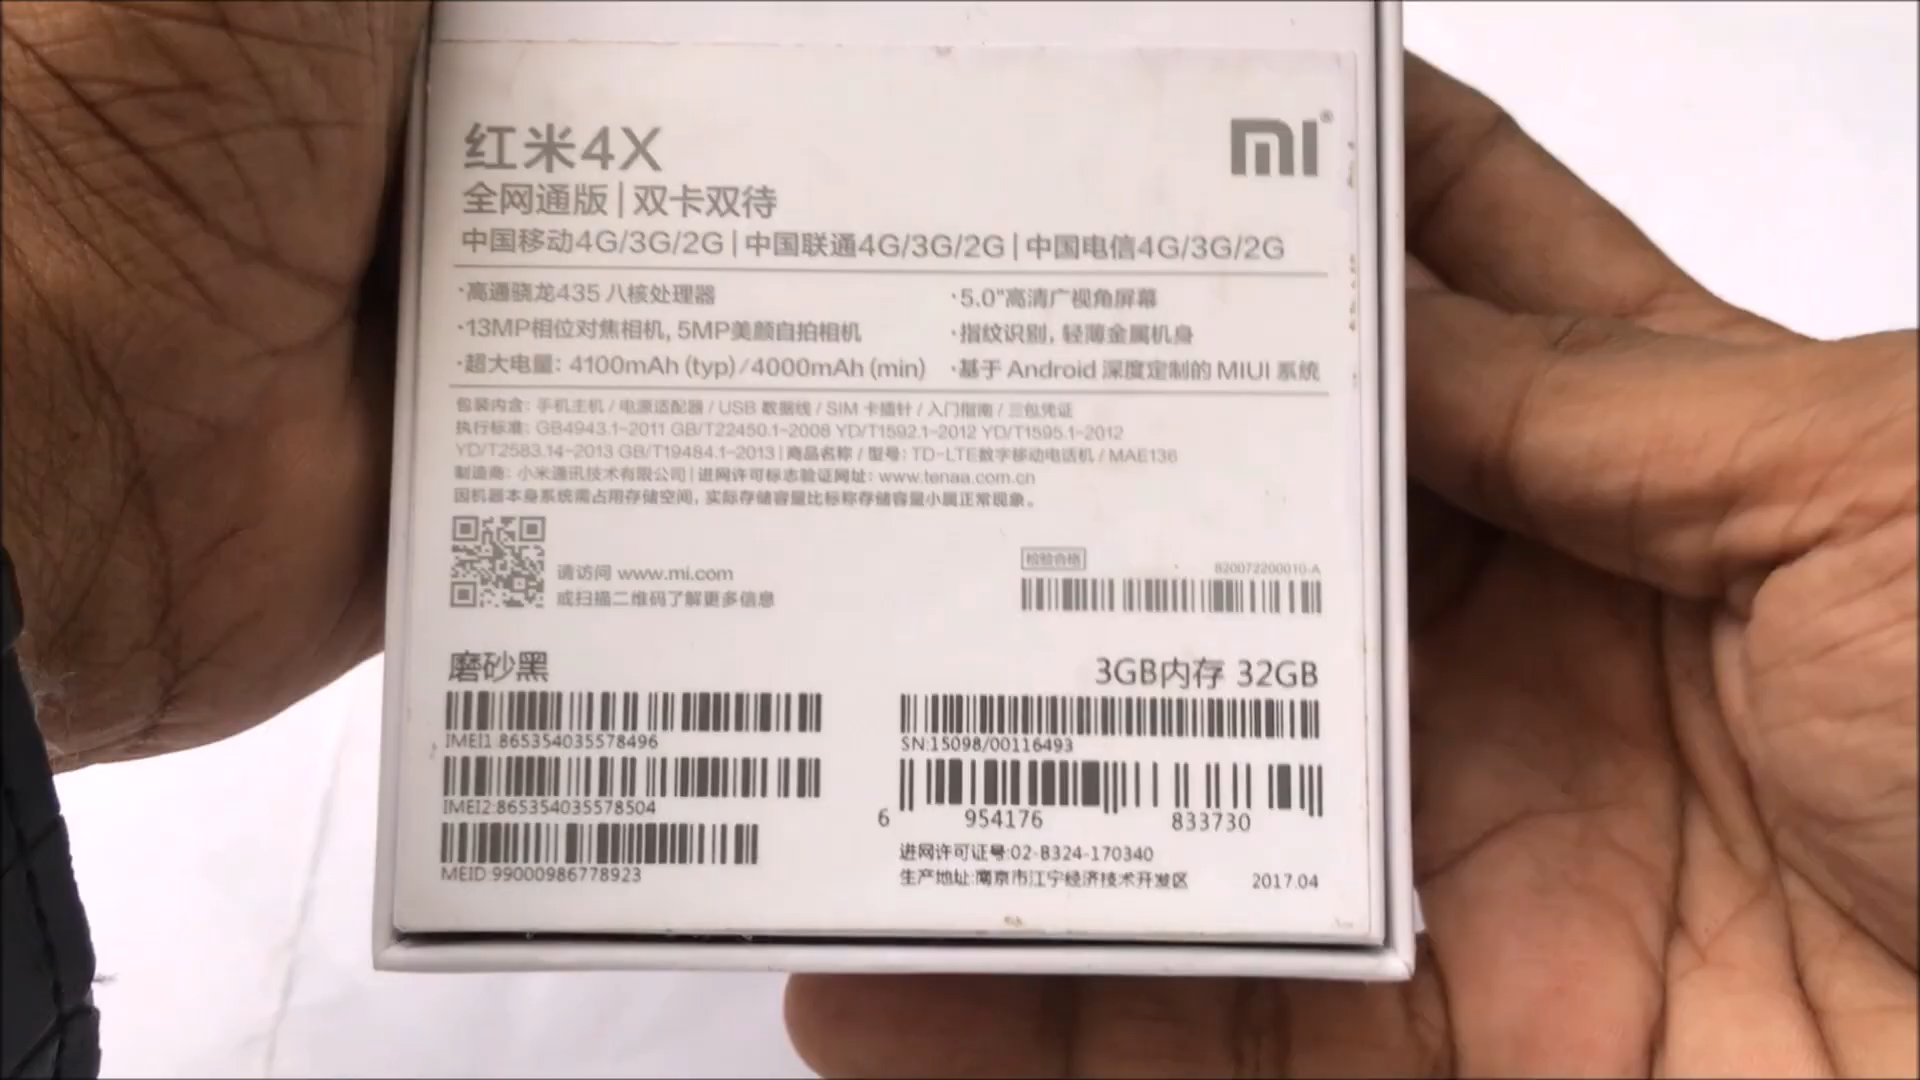 红米4X
mi®
全网通版|双卡双待
中国移动4G/3G/2G|中国联通4G/3G/2G|中国电信4G/3G/2G
·高通骁龙435 八核处理器
·5.0"高清广视角屏幕
·13MP相位对焦相机, 5MP美颜自拍相机
·指纹识别, 轻薄金属机身
·超大电量: 4100mAh (typ)/4000mAh (min)
·基于 Android 深度定制的 MIUI 系统
包装内含: 手机主机 / 电源适配器 / USB 数据线 / SIM 卡插针 / 入门指南 / 三包凭证
执行标准: GB4943.1-2011 GB/T22450.1-2008 YD/T1592.1-2012 YD/T1595.1-2012
YD/T2583.14-2013 GB/T19484.1-2013 | 商品名称 / 型号: TD-LTE数字移动电话机 / MAE136
制造商: 小米通讯技术有限公司 | 进网许可标志验证网址: www.tenaa.com.cn
因机器本身系统需占用存储空间, 实际存储容量比标称存储容量小属正常现象。
请访问 www.mi.com
或扫描二维码了解更多信息
检验合格
820072200010-A
磨砂黑
3GB内存 32GB
IMEI1:865354035578496
SN:15098/00116493
IMEI2:865354035578504
6 954176 833730
MEID:99000986778923
进网许可证号:02-B324-170340
生产地址:南京市江宁经济技术开发区 2017.04